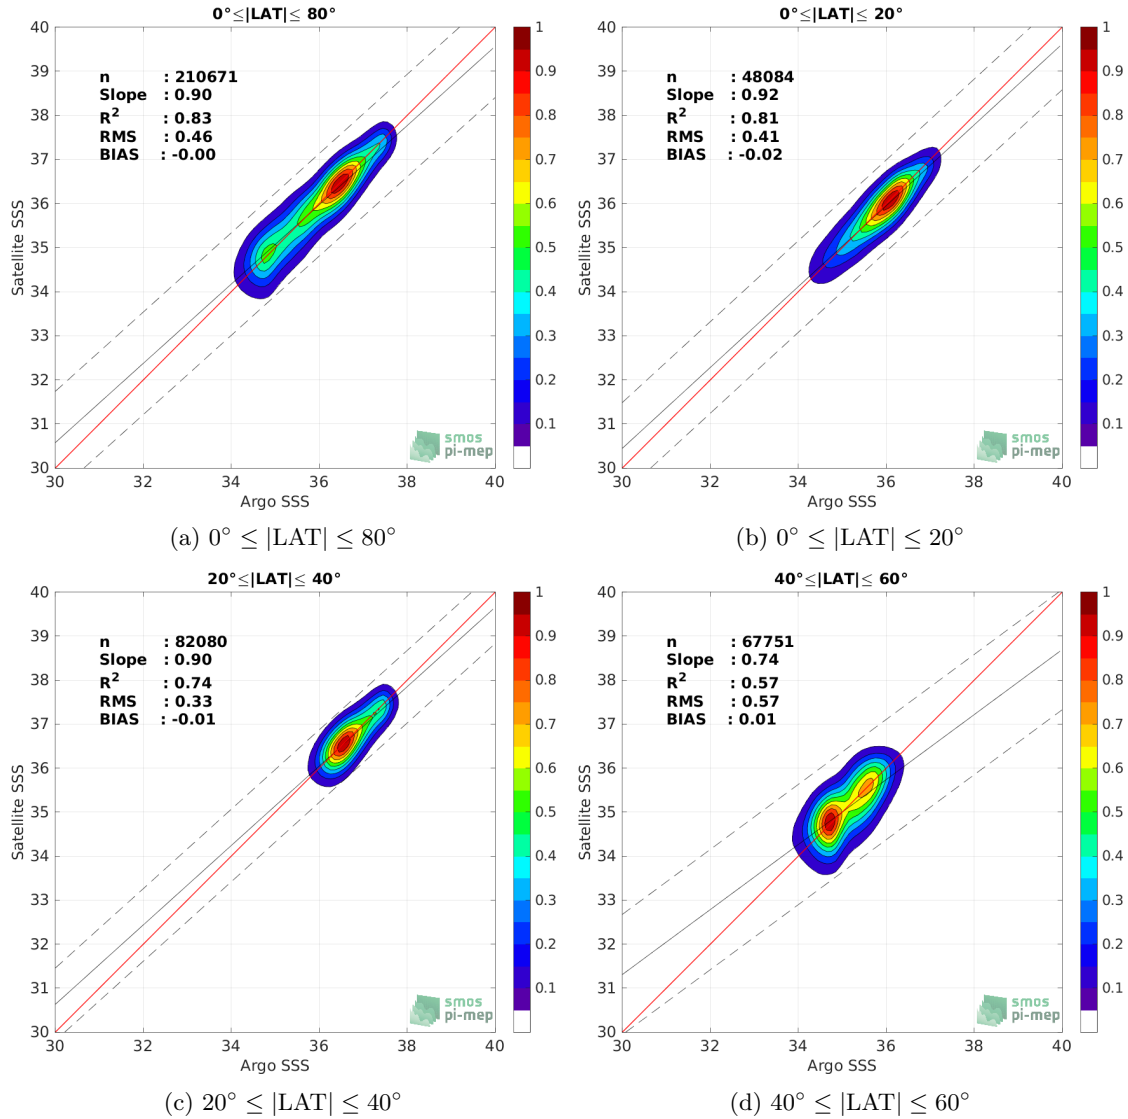 0°≤|LAT|≤ 80°
n : 210671
Slope : 0.90
R² : 0.83
RMS : 0.46
BIAS : -0.00
40
39
38
37
36
35
34
33
32
31
30
30 32 34 36 38 40
Satellite SSS
Argo SSS
1
0.9
0.8
0.7
0.6
0.5
0.4
0.3
0.2
0.1
smos
pi-mep
(a) 0° ≤ |LAT| ≤ 80°
0°≤|LAT|≤ 20°
n : 48084
Slope : 0.92
R² : 0.81
RMS : 0.41
BIAS : -0.02
40
39
38
37
36
35
34
33
32
31
30
30 32 34 36 38 40
Satellite SSS
Argo SSS
1
0.9
0.8
0.7
0.6
0.5
0.4
0.3
0.2
0.1
smos
pi-mep
(b) 0° ≤ |LAT| ≤ 20°
20°≤|LAT|≤ 40°
n : 82080
Slope : 0.90
R² : 0.74
RMS : 0.33
BIAS : -0.01
40
39
38
37
36
35
34
33
32
31
30
30 32 34 36 38 40
Satellite SSS
Argo SSS
1
0.9
0.8
0.7
0.6
0.5
0.4
0.3
0.2
0.1
smos
pi-mep
(c) 20° ≤ |LAT| ≤ 40°
40°≤|LAT|≤ 60°
n : 67751
Slope : 0.74
R² : 0.57
RMS : 0.57
BIAS : 0.01
40
39
38
37
36
35
34
33
32
31
30
30 32 34 36 38 40
Satellite SSS
Argo SSS
1
0.9
0.8
0.7
0.6
0.5
0.4
0.3
0.2
0.1
smos
pi-mep
(d) 40° ≤ |LAT| ≤ 60°